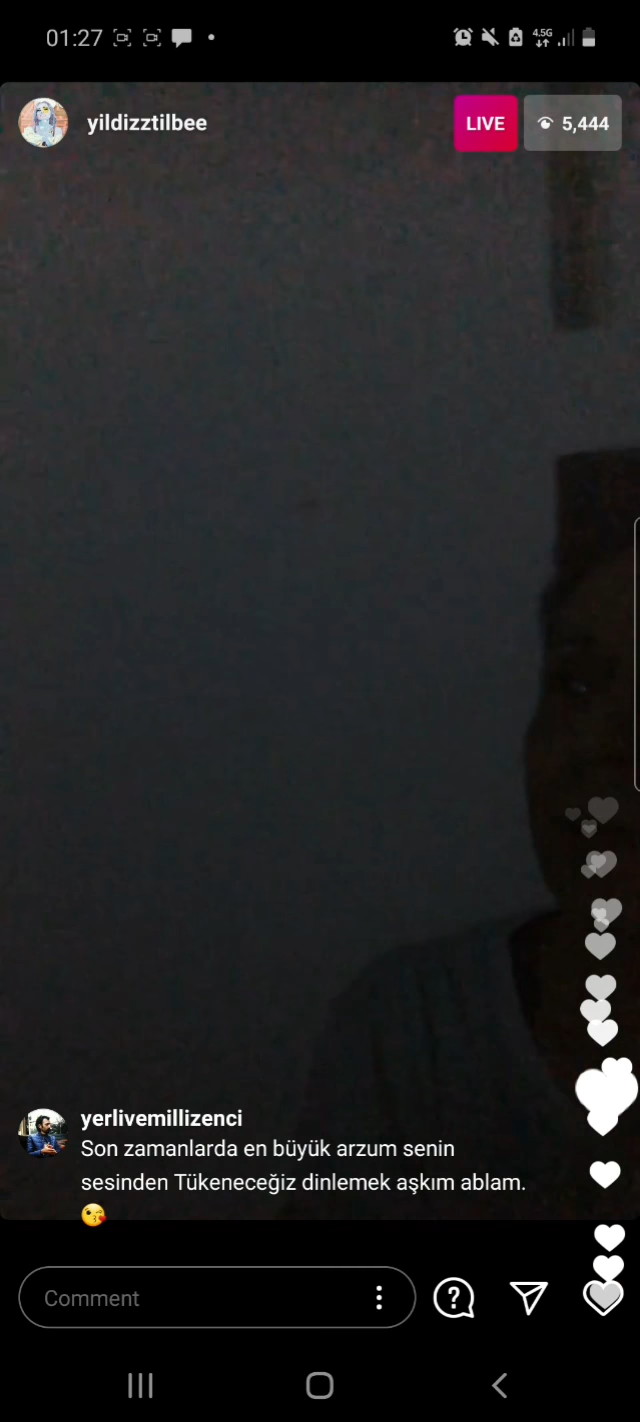 01:27
4.5G
yildizztilbee
LIVE
5,444
yerlivemillizenci
Son zamanlarda en büyük arzum senin
sesinden Tükeneceğiz dinlemek aşkım ablam.
😘
Comment